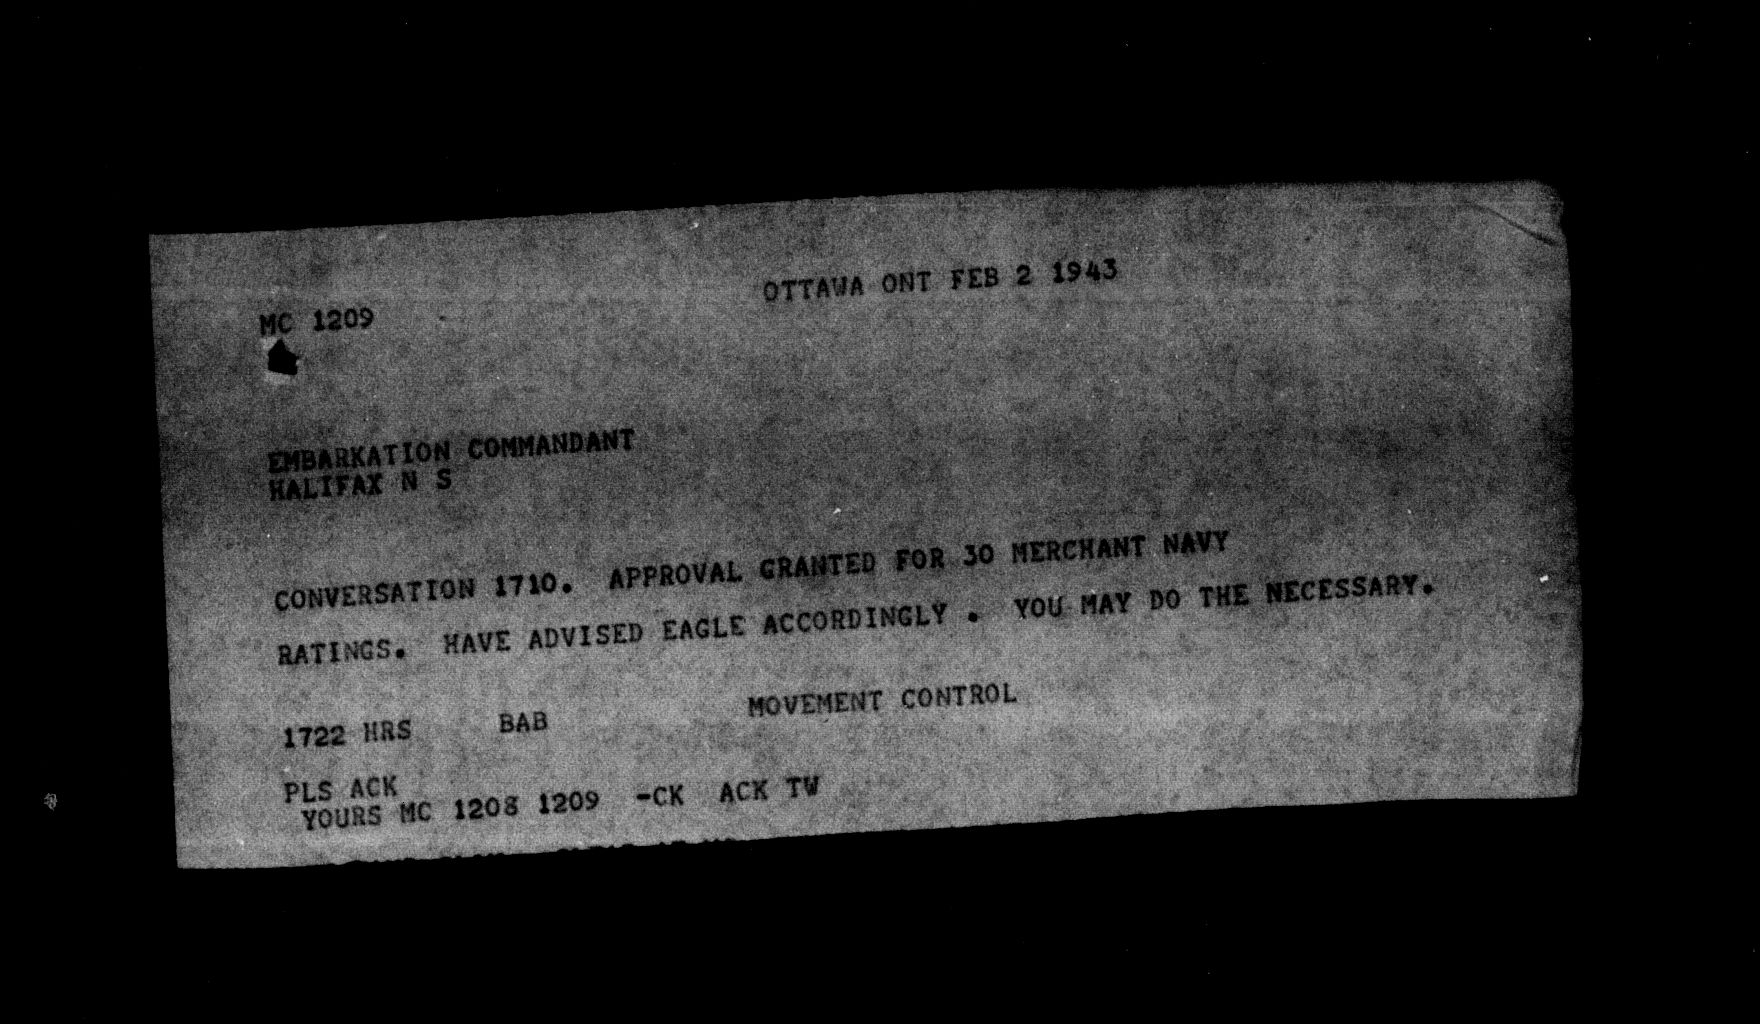 OTTAWA ONT FEB 2 1943
MC 1209
EMBARKATION COMMANDANT
HALIFAX N S
CONVERSATION 1710. APPROVAL GRANTED FOR 30 MERCHANT NAVY
RATINGS. HAVE ADVISED EAGLE ACCORDINGLY . YOU MAY DO THE NECESSARY.
MOVEMENT CONTROL
1722 HRS BAB
PLS ACK
YOURS MC 1208 1209 -CK ACK TW